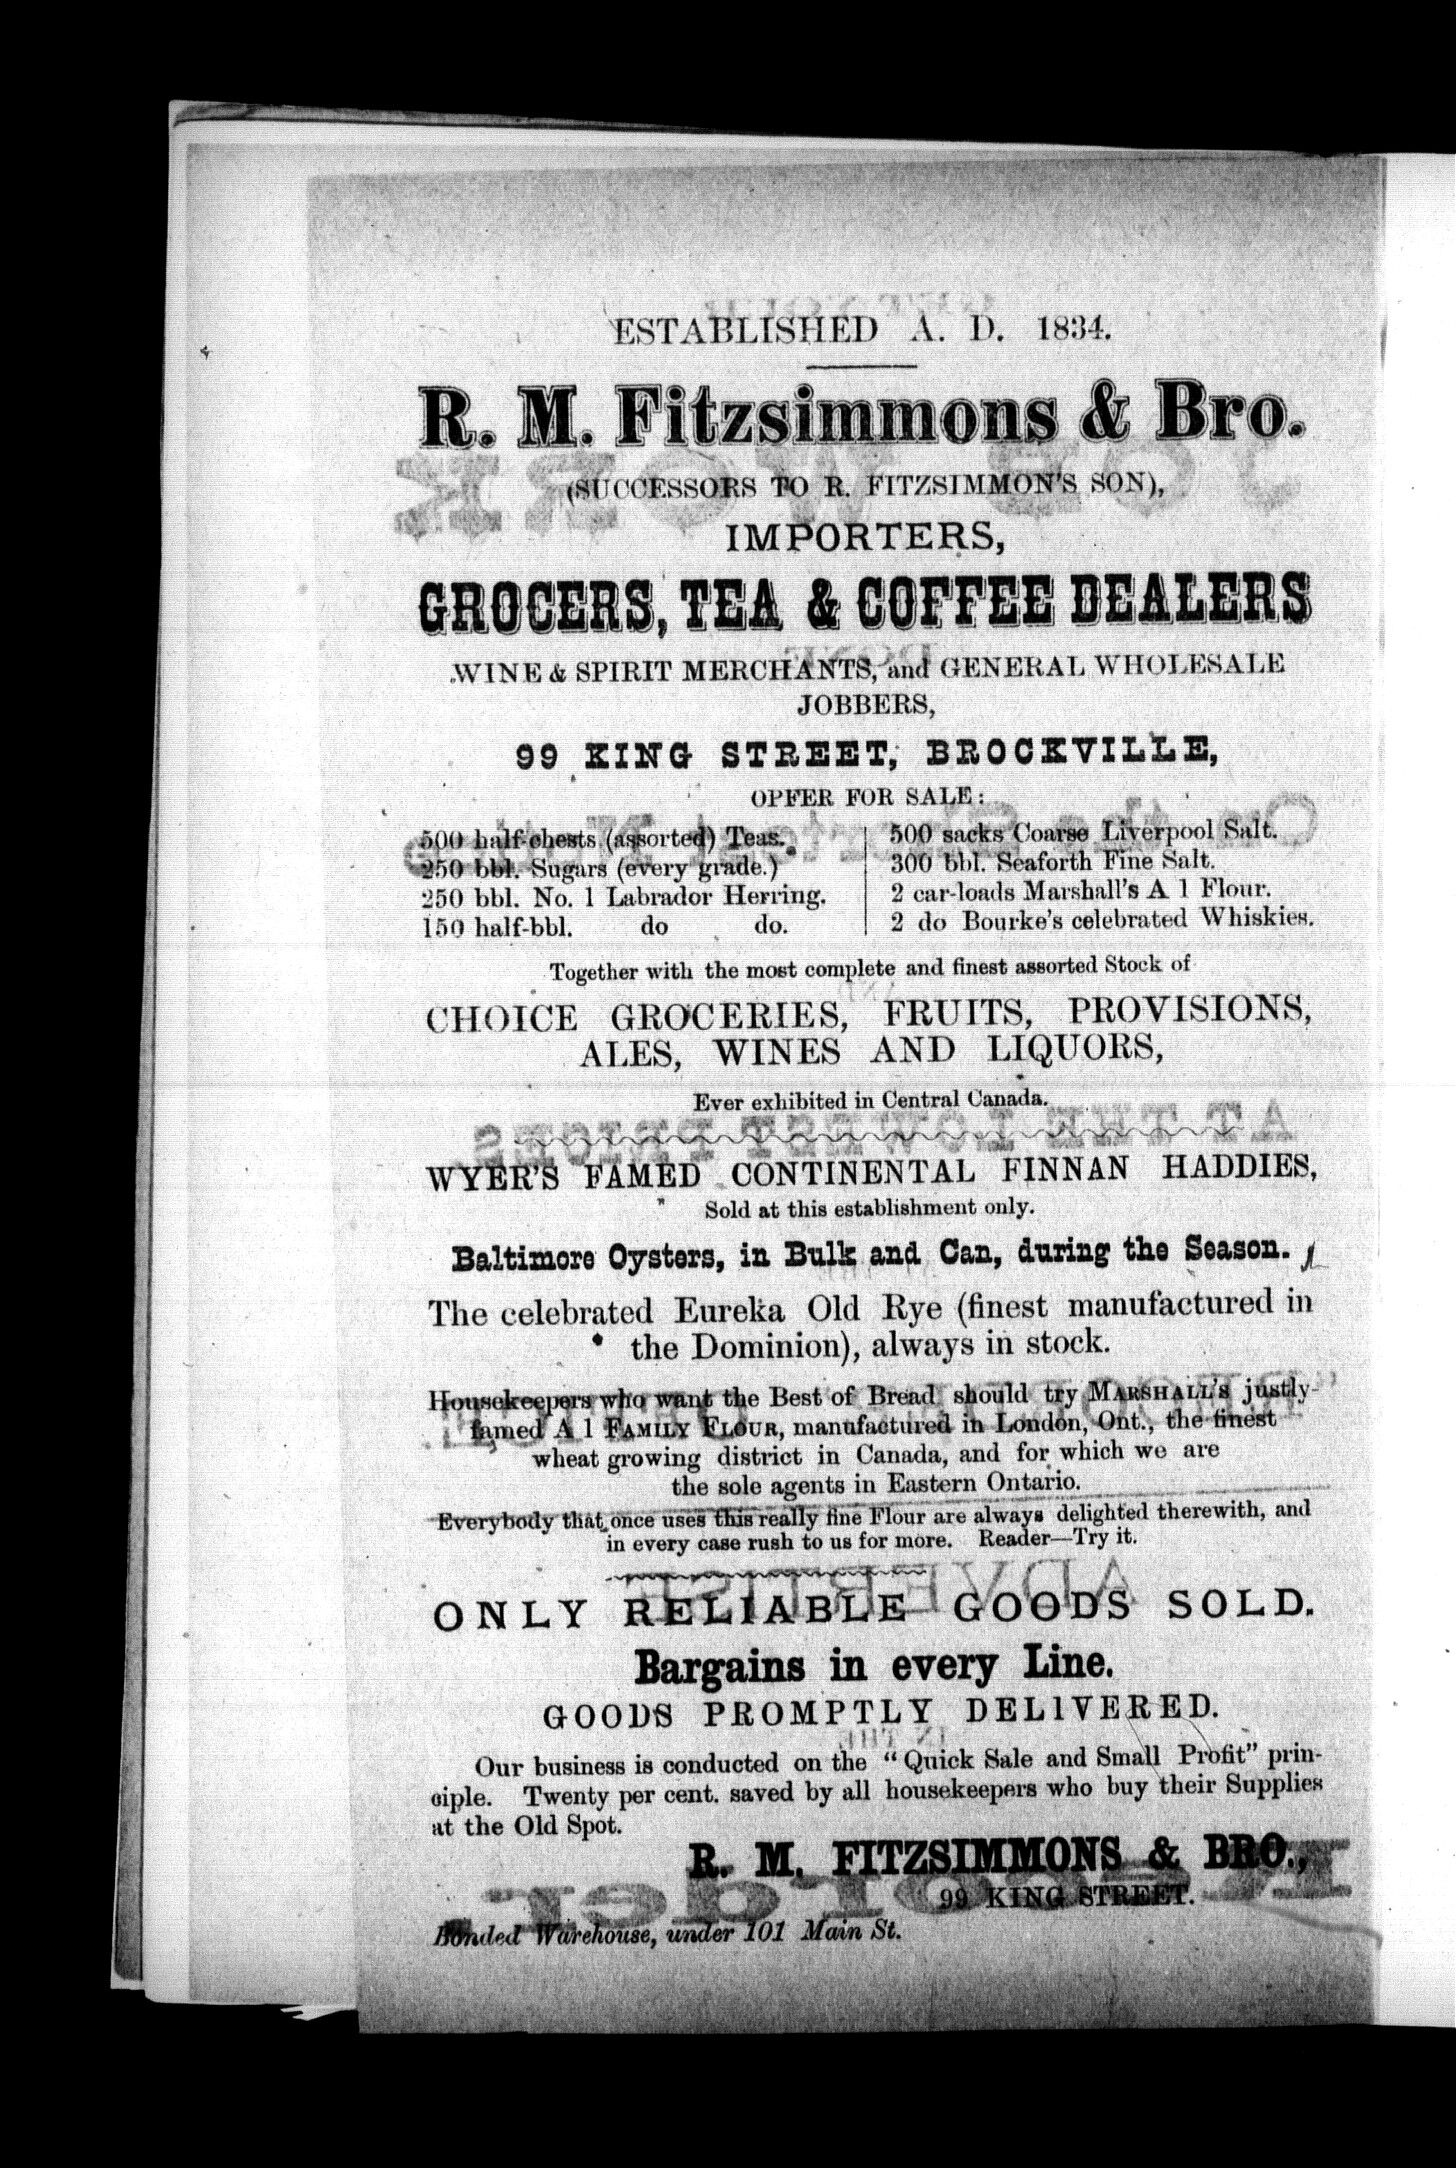 ESTABLISHED A. D. 1834.
R. M. Fitzsimmons & Bro.
(SUCCESSORS TO R. FITZSIMMON'S SON),
IMPORTERS,
GROCERS, TEA & COFFEE DEALERS
WINE & SPIRIT MERCHANTS, and GENERAL WHOLESALE
JOBBERS,
99 KING STREET, BROCKVILLE,
OFFER FOR SALE:
500 half-chests (assorted) Teas.
250 bbl. Sugars (every grade.)
250 bbl. No. 1 Labrador Herring.
150 half-bbl. do do.
500 sacks Coarse Liverpool Salt.
300 bbl. Seaforth Fine Salt.
2 car-loads Marshall's A 1 Flour.
2 do Bourke's celebrated Whiskies.
Together with the most complete and finest assorted Stock of
CHOICE GROCERIES, FRUITS, PROVISIONS,
ALES, WINES AND LIQUORS,
Ever exhibited in Central Canada.
WYER'S FAMED CONTINENTAL FINNAN HADDIES,
Sold at this establishment only.
Baltimore Oysters, in Bulk and Can, during the Season.
The celebrated Eureka Old Rye (finest manufactured in
the Dominion), always in stock.
Housekeepers who want the Best of Bread should try MARSHALL'S justly-
famed A 1 FAMILY FLOUR, manufactured in London, Ont., the finest
wheat growing district in Canada, and for which we are
the sole agents in Eastern Ontario.
Everybody that once uses this really fine Flour are always delighted therewith, and
in every case rush to us for more. Reader—Try it.
ONLY RELIABLE GOODS SOLD.
Bargains in every Line.
GOODS PROMPTLY DELIVERED.
Our business is conducted on the "Quick Sale and Small Profit" prin-
ciple. Twenty per cent. saved by all housekeepers who buy their Supplies
at the Old Spot.
R. M. FITZSIMMONS & BRO.,
99 KING STREET.
Bonded Warehouse, under 101 Main St.